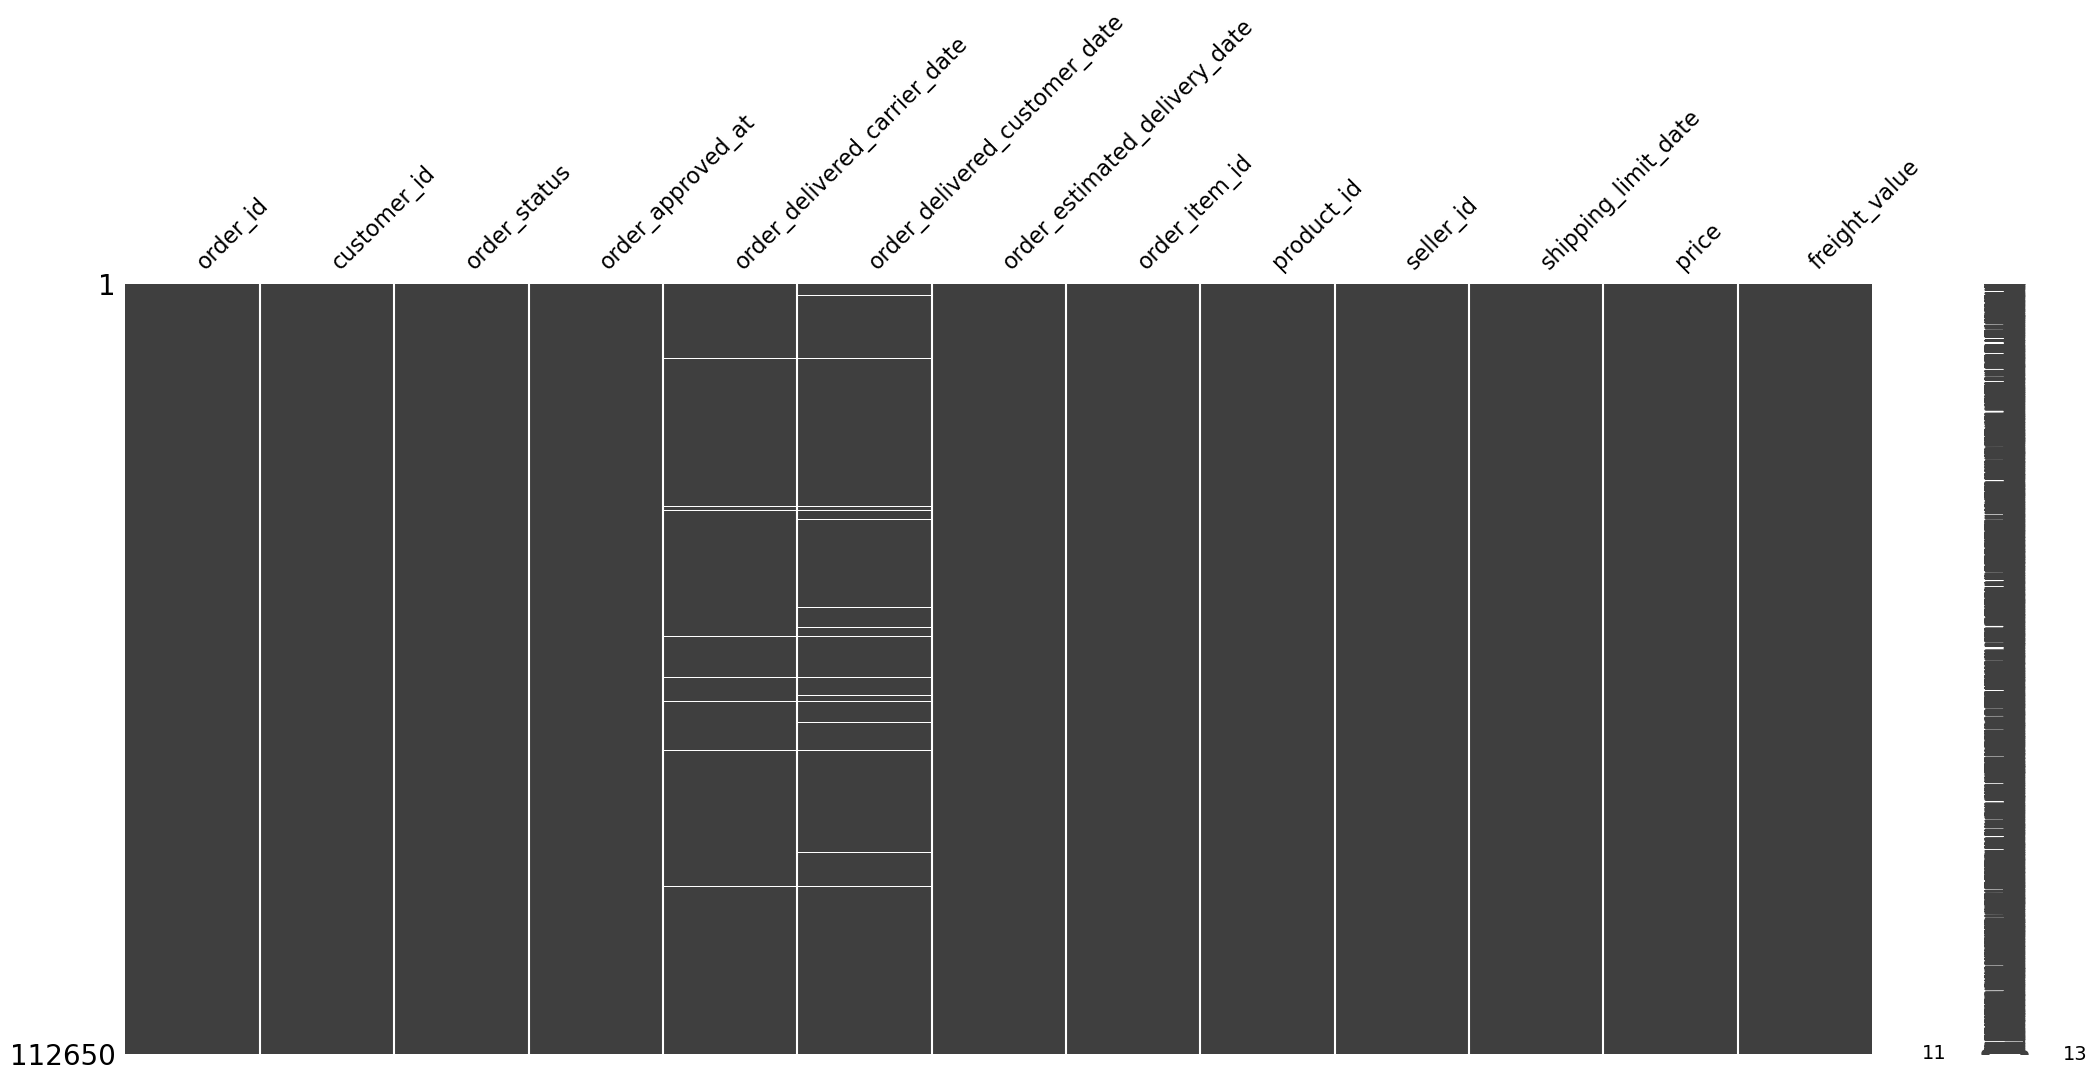 order_id
customer_id
order_status
order_approved_at
order_delivered_carrier_date
order_delivered_customer_date
order_estimated_delivery_date
order_item_id
product_id
seller_id
shipping_limit_date
price
freight_value
1
112650
11
13